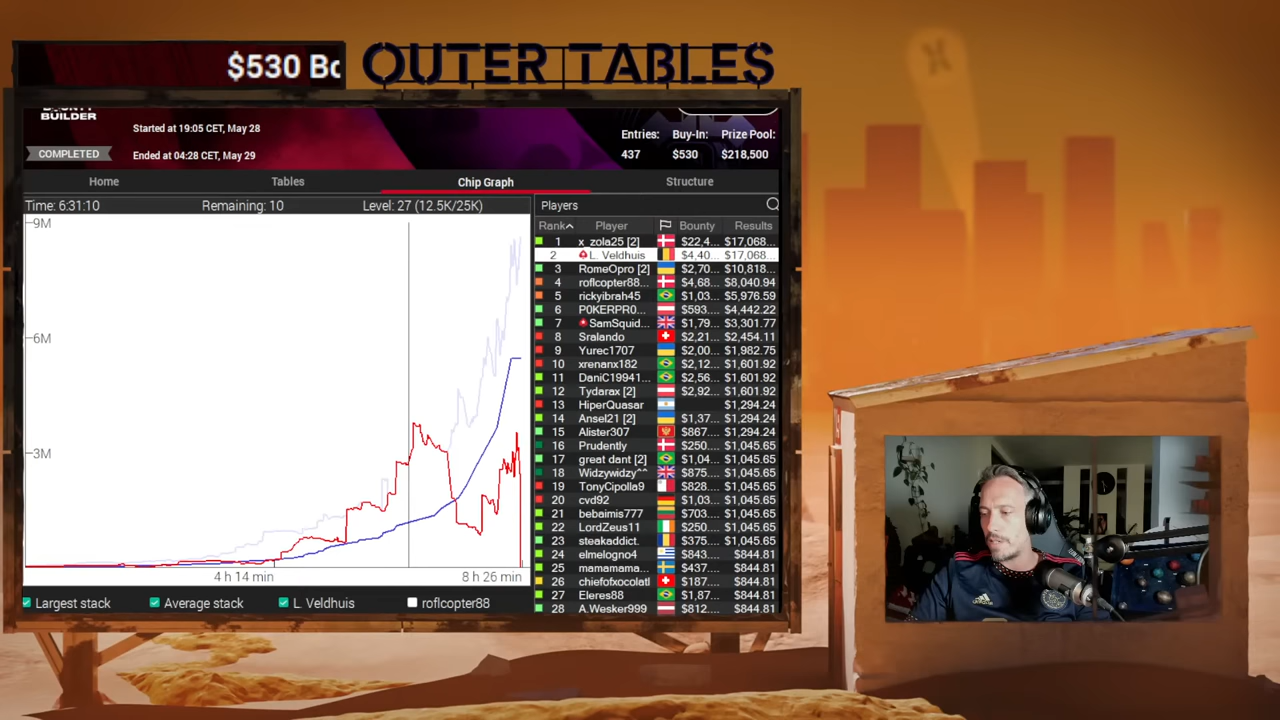 $530 Bo
OUTER TABLES
BUILDER
Started at 19:05 CET, May 28
COMPLETED
Ended at 04:28 CET, May 29
Entries: Buy-In: Prize Pool:
437 $530 $218,500
Home Tables Chip Graph Structure
Time: 6:31:10 Remaining: 10 Level: 27 (12.5K/25K)
Players
Rank Player Bounty Results
1 x_zola25 [2] $22,4... $17,068...
2 L. Veldhuis $4,40... $17,068...
3 RomeOpro [2] $2,70... $10,818...
4 roflcopter88... $4,68... $8,040.94
5 rickyibrah45 $1,03... $5,976.59
6 P0KERPR0... $593.... $4,442.22
7 SamSquid... $1,79... $3,301.77
8 Sralando $2,21... $2,454.11
9 Yurec1707 $2,00... $1,982.75
10 xrenanx182 $2,12... $1,601.92
11 DaniC19941... $2,56... $1,601.92
12 Tydarax [2] $2,92... $1,601.92
13 HiperQuasar $1,294.24
14 Ansel21 [2] $1,37... $1,294.24
15 Alister307 $867.... $1,294.24
16 Prudently $250.... $1,045.65
17 great dant [2] $1,04... $1,045.65
18 Widzywidzy^^ $875.... $1,045.65
19 TonyCipolla9 $828.... $1,045.65
20 cvd92 $1,03... $1,045.65
21 bebaimis777 $703.... $1,045.65
22 LordZeus11 $250.... $1,045.65
23 steakaddict. $375.... $1,045.65
24 elmelogno4 $843.... $844.81
25 mamamama... $437.... $844.81
26 chiefofxocolatl $187.... $844.81
27 Eleres88 $1,87... $844.81
28 A.Wesker999 $812.... $844.81
9M
6M
3M
4 h 14 min 8 h 26 min
Largest stack Average stack L. Veldhuis roflcopter88